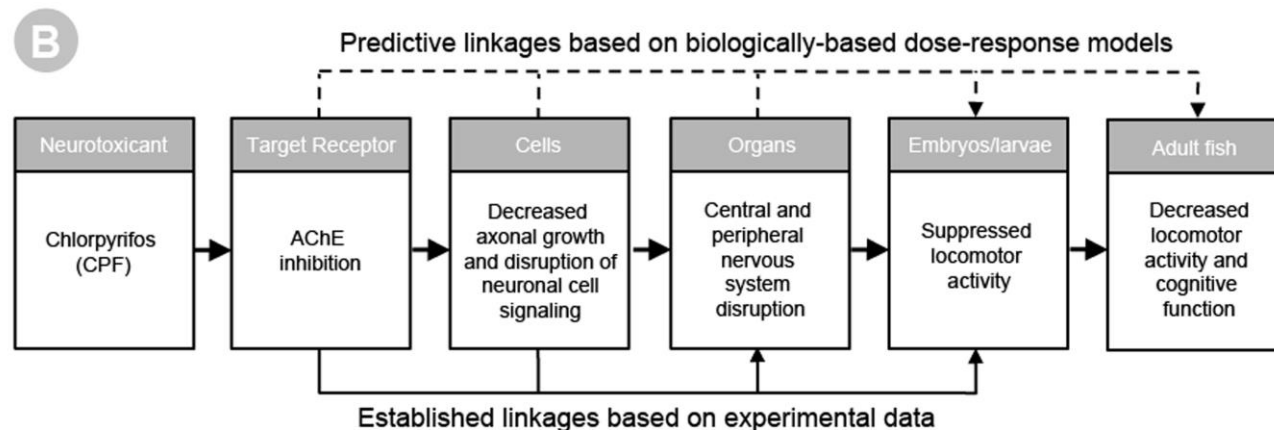 B
Predictive linkages based on biologically-based dose-response models
Neurotoxicant
Chlorpyrifos
(CPF)
Target Receptor
AChE
inhibition
Cells
Decreased
axonal growth
and disruption of
neuronal cell
signaling
Organs
Central and
peripheral
nervous
system
disruption
Embryos/larvae
Suppressed
locomotor
activity
Adult fish
Decreased
locomotor
activity and
cognitive
function
Established linkages based on experimental data